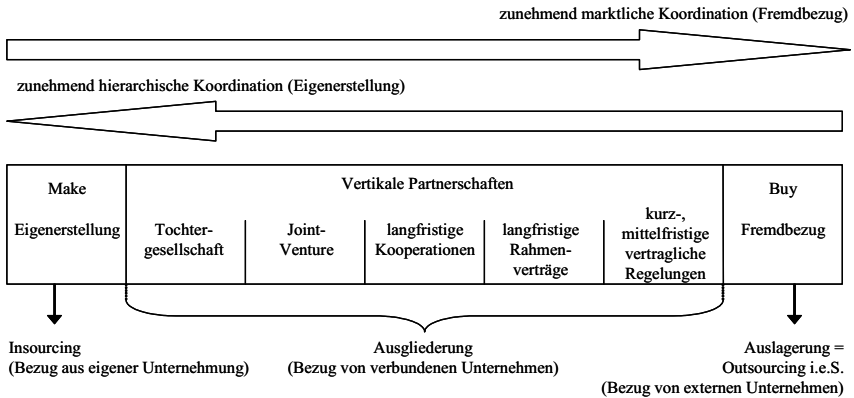 zunehmend marktliche Koordination (Fremdbezug)
zunehmend hierarchische Koordination (Eigenerstellung)
Make
Eigenerstellung
Vertikale Partnerschaften
Tochter-
gesellschaft
Joint-
Venture
langfristige
Kooperationen
langfristige
Rahmen-
verträge
kurz-,
mittelfristige
vertragliche
Regelungen
Buy
Fremdbezug
Insourcing
(Bezug aus eigener Unternehmung)
Ausgliederung
(Bezug von verbundenen Unternehmen)
Auslagerung =
Outsourcing i.e.S.
(Bezug von externen Unternehmen)